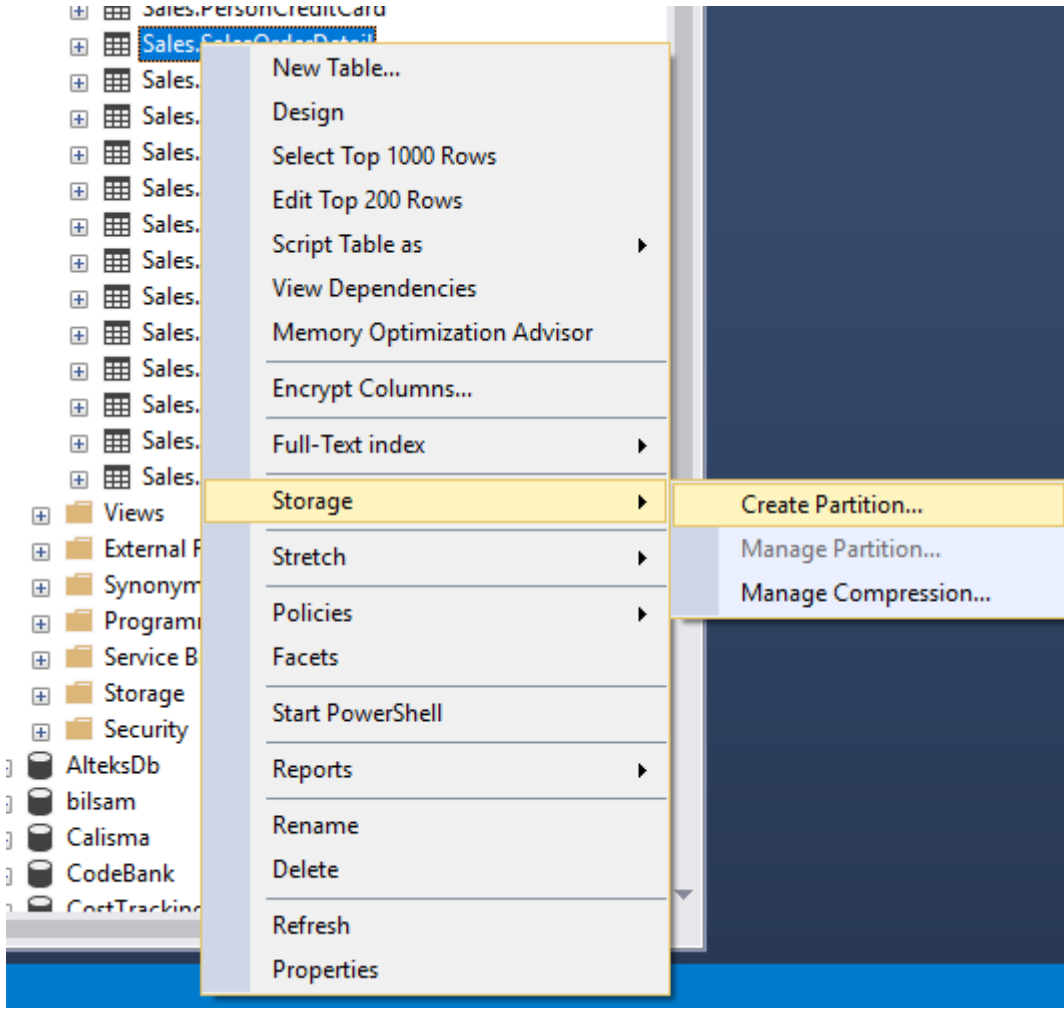 Sales.PersonCreditCard
Sales.SalesOrderDetail
Sales.
Sales.
Sales.
Sales.
Sales.
Sales.
Sales.
Sales.
Sales.
Sales.
Sales.
Sales.
Views
External F
Synonym
Program
Service B
Storage
Security
AlteksDb
bilsam
Calisma
CodeBank
CostTracking
New Table...
Design
Select Top 1000 Rows
Edit Top 200 Rows
Script Table as
View Dependencies
Memory Optimization Advisor
Encrypt Columns...
Full-Text index
Storage
Stretch
Policies
Facets
Start PowerShell
Reports
Rename
Delete
Refresh
Properties
Create Partition...
Manage Partition...
Manage Compression...